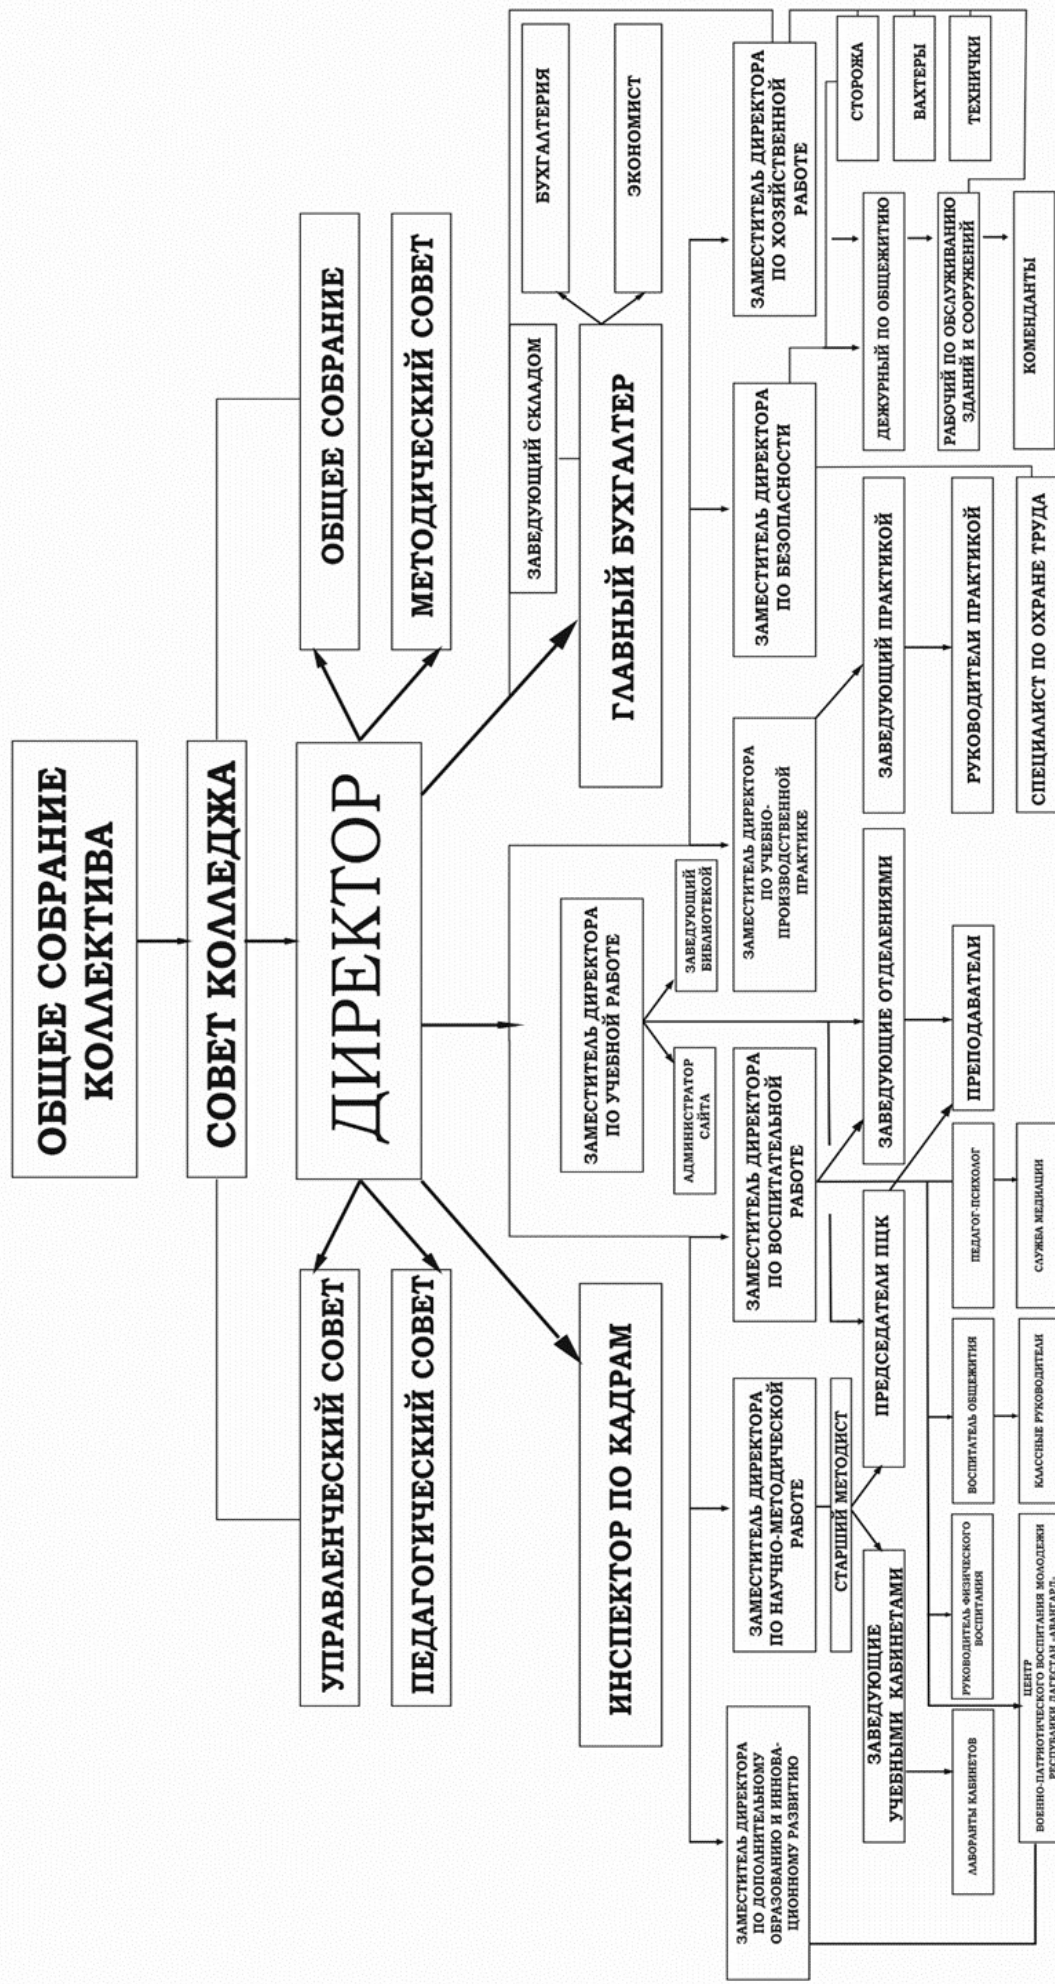 ОБЩЕЕ СОБРАНИЕ
КОЛЛЕКТИВА
СОВЕТ КОЛЛЕДЖА
ДИРЕКТОР
УПРАВЛЕНЧЕСКИЙ СОВЕТ
ПЕДАГОГИЧЕСКИЙ СОВЕТ
ОБЩЕЕ СОБРАНИЕ
МЕТОДИЧЕСКИЙ СОВЕТ
ИНСПЕКТОР ПО КАДРАМ
ЗАМЕСТИТЕЛЬ ДИРЕКТОРА
ПО УЧЕБНОЙ РАБОТЕ
ЗАВЕДУЮЩИЙ СКЛАДОМ
ГЛАВНЫЙ БУХГАЛТЕР
БУХГАЛТЕРИЯ
ЭКОНОМИСТ
АДМИНИСТРАТОР
САЙТА
ЗАВЕДУЮЩИЙ
БИБЛИОТЕКОЙ
ЗАМЕСТИТЕЛЬ ДИРЕКТОРА
ПО ДОПОЛНИТЕЛЬНОМУ
ОБРАЗОВАНИЮ И ИННОВА-
ЦИОННОМУ РАЗВИТИЮ
ЗАМЕСТИТЕЛЬ ДИРЕКТОРА
ПО НАУЧНО-МЕТОДИЧЕСКОЙ
РАБОТЕ
ЗАМЕСТИТЕЛЬ ДИРЕКТОРА
ПО ВОСПИТАТЕЛЬНОЙ
РАБОТЕ
ЗАМЕСТИТЕЛЬ ДИРЕКТОРА
ПО УЧЕБНО-
ПРОИЗВОДСТВЕННОЙ
ПРАКТИКЕ
ЗАМЕСТИТЕЛЬ ДИРЕКТОРА
ПО БЕЗОПАСНОСТИ
ЗАМЕСТИТЕЛЬ ДИРЕКТОРА
ПО ХОЗЯЙСТВЕННОЙ
РАБОТЕ
СТАРШИЙ МЕТОДИСТ
ЗАВЕДУЮЩИЕ
УЧЕБНЫМИ КАБИНЕТАМИ
ПРЕДСЕДАТЕЛИ ПЦК
ЗАВЕДУЮЩИЕ ОТДЕЛЕНИЯМИ
ЗАВЕДУЮЩИЙ ПРАКТИКОЙ
ДЕЖУРНЫЙ ПО ОБЩЕЖИТИЮ
СТОРОЖА
ВАХТЕРЫ
ТЕХНИЧКИ
ЛАБОРАНТЫ КАБИНЕТОВ
РУКОВОДИТЕЛЬ ФИЗИЧЕСКОГО
ВОСПИТАНИЯ
ВОСПИТАТЕЛЬ ОБЩЕЖИТИЯ
ПЕДАГОГ-ПСИХОЛОГ
ПРЕПОДАВАТЕЛИ
РУКОВОДИТЕЛИ ПРАКТИКОЙ
РАБОЧИЙ ПО ОБСЛУЖИВАНИЮ
ЗДАНИЙ И СООРУЖЕНИЙ
ЦЕНТР
ВОЕННО-ПАТРИОТИЧЕСКОГО ВОСПИТАНИЯ МОЛОДЕЖИ
РЕСПУБЛИКИ ДАГЕСТАН «АВАНГАРД»
КЛАССНЫЕ РУКОВОДИТЕЛИ
СЛУЖБА МЕДИАЦИИ
СПЕЦИАЛИСТ ПО ОХРАНЕ ТРУДА
КОМЕНДАНТЫ